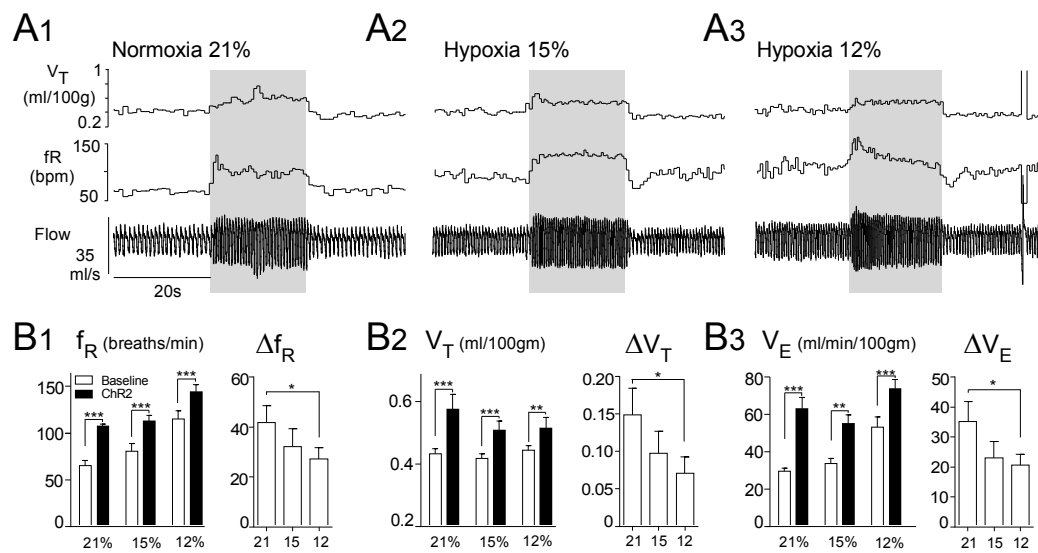 A1 A2 A3
Normoxia 21% Hypoxia 15% Hypoxia 12%
VT 1
(ml/100g)
0.2
fR 150
(bpm)
50
Flow
35
ml/s
20s
B1 fR (breaths/min) ΔfR B2 VT (ml/100gm) ΔVT B3 VE (ml/min/100gm) ΔVE
Baseline
ChR2
*** *** *** * *** *** ** * *** ** *** *
150 100 50 0
60 40 20 0
0.6 0.4 0.2
0.20 0.15 0.10 0.05 0.00
80 60 40 20 0
50 40 30 20 10 0
21% 15% 12% 21 15 12 21% 15% 12% 21 15 12 21% 15% 12% 21 15 12